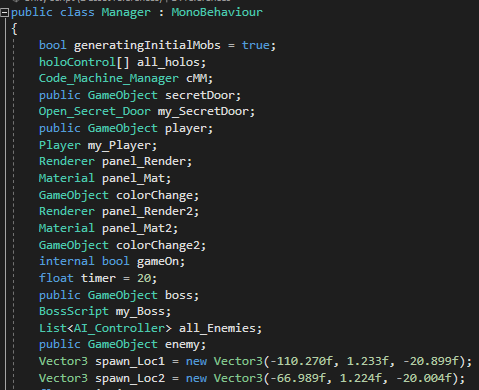 public class Manager : MonoBehaviour
{
bool generatingInitialMobs = true;
holoControl[] all_holos;
Code_Machine_Manager cMM;
public GameObject secretDoor;
Open_Secret_Door my_SecretDoor;
public GameObject player;
Player my_Player;
Renderer panel_Render;
Material panel_Mat;
GameObject colorChange;
Renderer panel_Render2;
Material panel_Mat2;
GameObject colorChange2;
internal bool gameOn;
float timer = 20;
public GameObject boss;
BossScript my_Boss;
List<AI_Controller> all_Enemies;
public GameObject enemy;
Vector3 spawn_Loc1 = new Vector3(-110.270f, 1.233f, -20.899f);
Vector3 spawn_Loc2 = new Vector3(-66.989f, 1.224f, -20.004f);